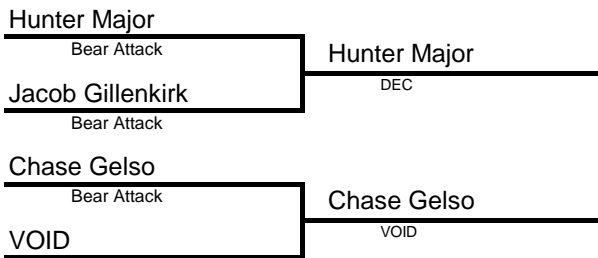 Hunter Major
Bear Attack
Hunter Major
DEC
Jacob Gillenkirk
Bear Attack
Chase Gelso
Bear Attack
Chase Gelso
VOID
VOID